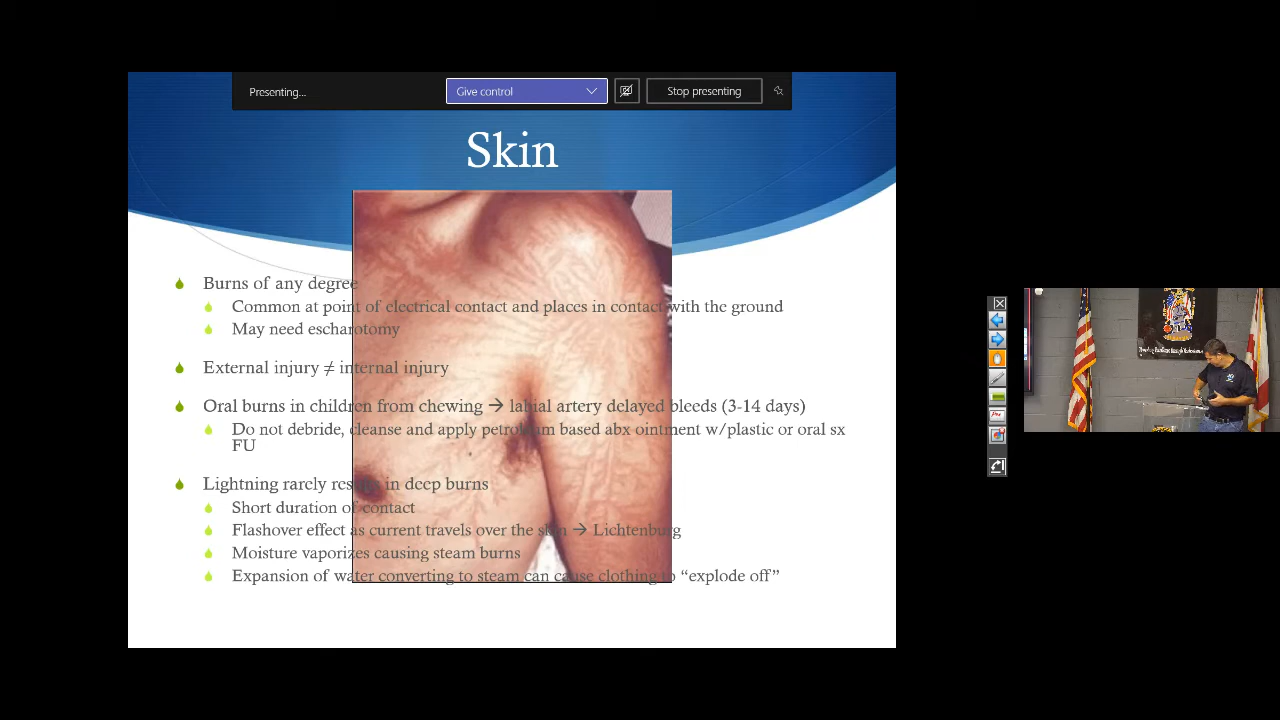 Presenting...
Give control
Stop presenting
Skin
Burns of any degree
Common at point of electrical contact and places in contact with the ground
May need escharotomy
External injury ≠ internal injury
Oral burns in children from chewing → labial artery delayed bleeds (3-14 days)
Do not debride, cleanse and apply petroleum based abx ointment w/plastic or oral sx
FU
Lightning rarely results in deep burns
Short duration of contact
Flashover effect as current travels over the skin → Lichtenburg
Moisture vaporizes causing steam burns
Expansion of water converting to steam can cause clothing to “explode off”